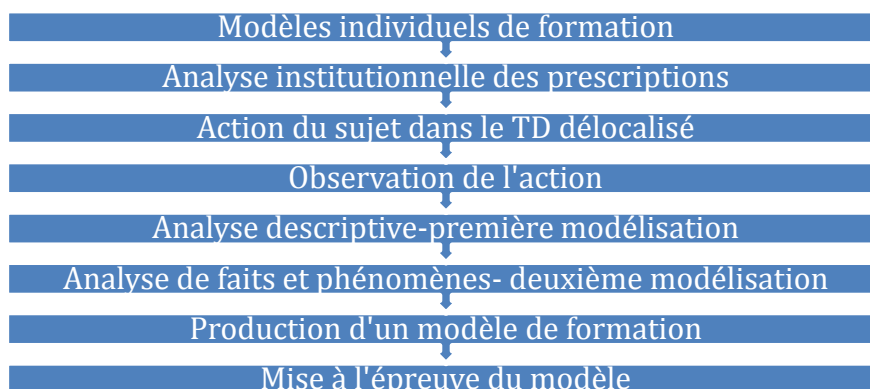 Modèles individuels de formation
Analyse institutionnelle des prescriptions
Action du sujet dans le TD délocalisé
Observation de l'action
Analyse descriptive-première modélisation
Analyse de faits et phénomènes- deuxième modélisation
Production d'un modèle de formation
Mise à l'épreuve du modèle